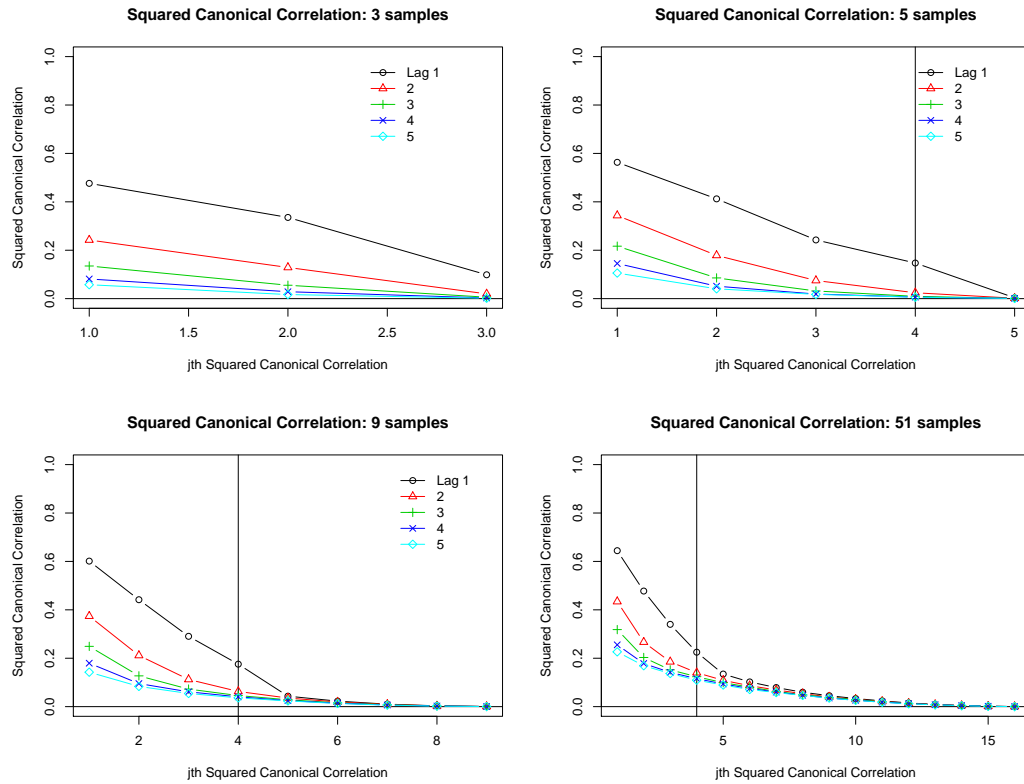 Squared Canonical Correlation: 3 samples
Squared Canonical Correlation
0.0 0.2 0.4 0.6 0.8 1.0
Lag 1
2
3
4
5
1.0 1.5 2.0 2.5 3.0
jth Squared Canonical Correlation
Squared Canonical Correlation: 5 samples
Squared Canonical Correlation
0.0 0.2 0.4 0.6 0.8 1.0
Lag 1
2
3
4
5
1 2 3 4 5
jth Squared Canonical Correlation
Squared Canonical Correlation: 9 samples
Squared Canonical Correlation
0.0 0.2 0.4 0.6 0.8 1.0
Lag 1
2
3
4
5
2 4 6 8
jth Squared Canonical Correlation
Squared Canonical Correlation: 51 samples
Squared Canonical Correlation
0.0 0.2 0.4 0.6 0.8 1.0
5 10 15
jth Squared Canonical Correlation